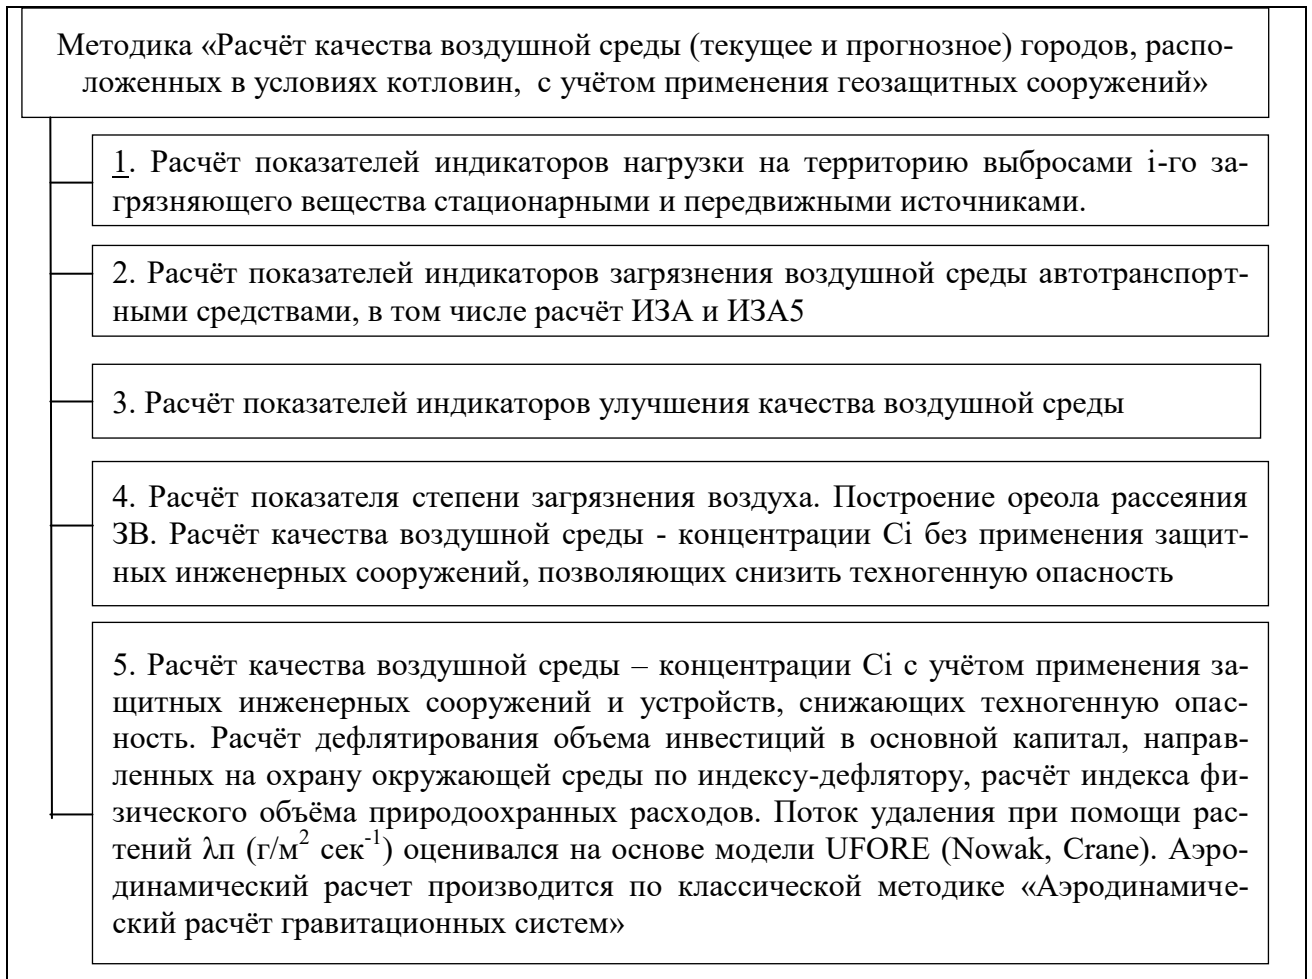 Методика «Расчёт качества воздушной среды (текущее и прогнозное) городов, распо-
ложенных в условиях котловин, с учётом применения геозащитных сооружений»
1. Расчёт показателей индикаторов нагрузки на территорию выбросами i-го за-
грязняющего вещества стационарными и передвижными источниками.
2. Расчёт показателей индикаторов загрязнения воздушной среды автотранспорт-
ными средствами, в том числе расчёт ИЗА и ИЗА5
3. Расчёт показателей индикаторов улучшения качества воздушной среды
4. Расчёт показателя степени загрязнения воздуха. Построение ореола рассеяния
ЗВ. Расчёт качества воздушной среды - концентрации Ci без применения защит-
ных инженерных сооружений, позволяющих снизить техногенную опасность
5. Расчёт качества воздушной среды – концентрации Ci с учётом применения за-
щитных инженерных сооружений и устройств, снижающих техногенную опас-
ность. Расчёт дефлятирования объема инвестиций в основной капитал, направ-
ленных на охрану окружающей среды по индексу-дефлятору, расчёт индекса фи-
зического объёма природоохранных расходов. Поток удаления при помощи рас-
тений λп (г/м² сек⁻¹) оценивался на основе модели UFORE (Nowak, Crane). Аэро-
динамический расчет производится по классической методике «Аэродинамиче-
ский расчёт гравитационных систем»